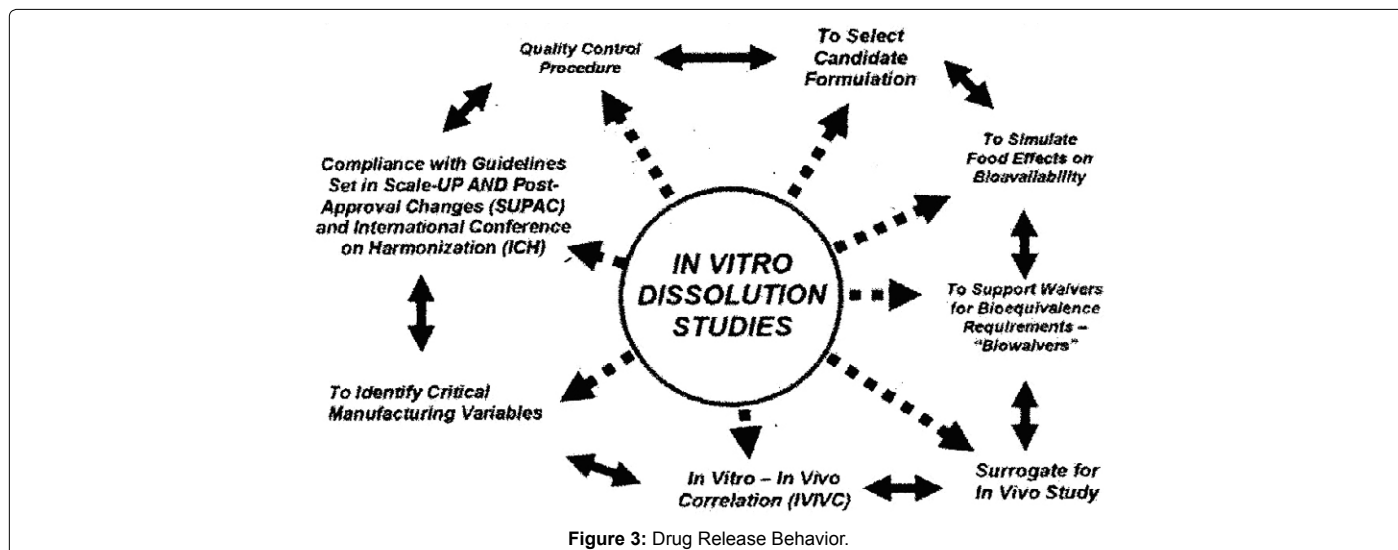 Quality Control
Procedure
To Select
Candidate
Formulation
To Simulate
Food Effects on
Bioavailability
Compliance with Guidelines
Set in Scale-UP AND Post-
Approval Changes (SUPAC)
and International Conference
on Harmonization (ICH)
IN VITRO
DISSOLUTION
STUDIES
To Support Waivers
for Bioequivalence
Requirements –
"Biowaivers"
To Identify Critical
Manufacturing Variables
In Vitro – In Vivo
Correlation (IVIVC)
Surrogate for
In Vivo Study
Figure 3: Drug Release Behavior.